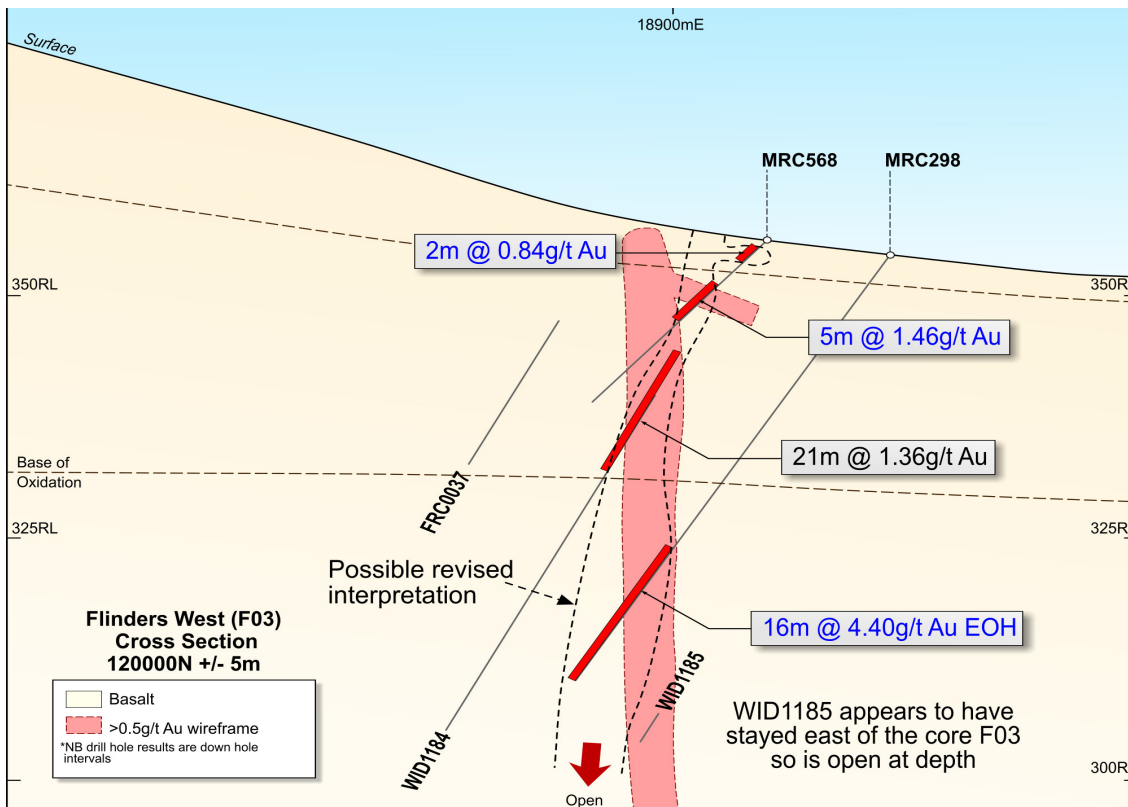 18900mE
Surface
MRC568
MRC298
2m @ 0.84g/t Au
350RL
350R
5m @ 1.46g/t Au
21m @ 1.36g/t Au
Base of
Oxidation
FRC0037
325RL
325R
Possible revised
interpretation
16m @ 4.40g/t Au EOH
Flinders West (F03)
Cross Section
120000N +/- 5m
Basalt
>0.5g/t Au wireframe
*NB drill hole results are down hole
intervals
WID1184
WID1185
WID1185 appears to have
stayed east of the core F03
so is open at depth
300R
Open